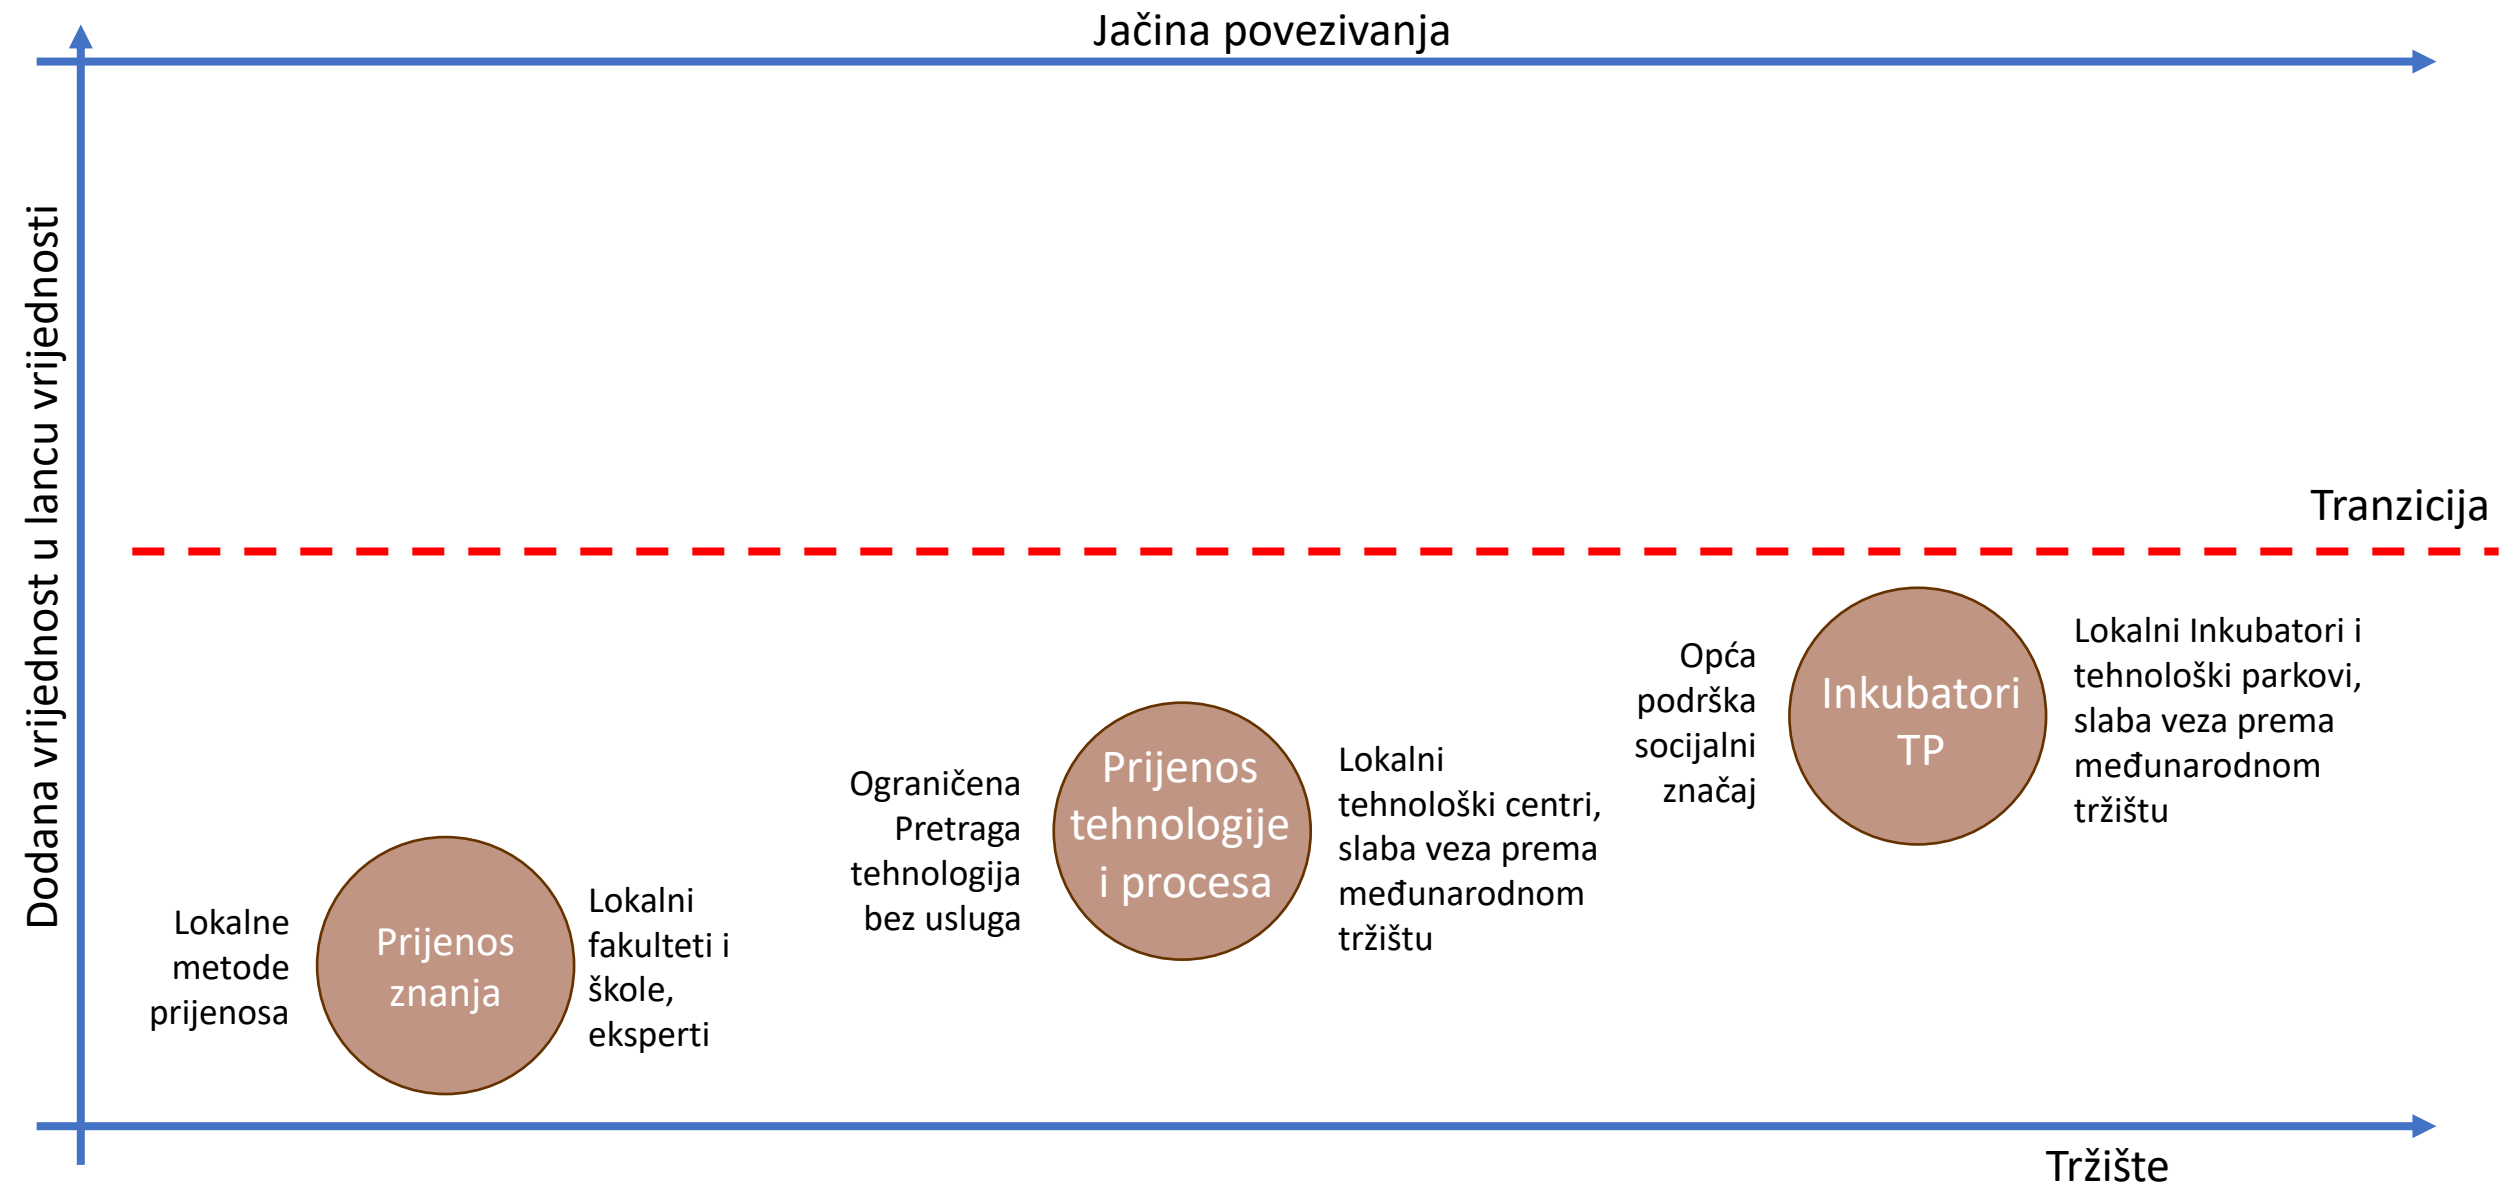 Jačina povezivanja
Dodana vrijednost u lancu vrijednosti
Tranzicija
Lokalne
metode
prijenosa
Prijenos
znanja
Lokalni
fakulteti i
škole,
eksperti
Ograničena
Pretraga
tehnologija
bez usluga
Prijenos
tehnologije
i procesa
Lokalni
tehnološki centri,
slaba veza prema
međunarodnom
tržištu
Opća
podrška
socijalni
značaj
Inkubatori
TP
Lokalni Inkubatori i
tehnološki parkovi,
slaba veza prema
međunarodnom
tržištu
Tržište